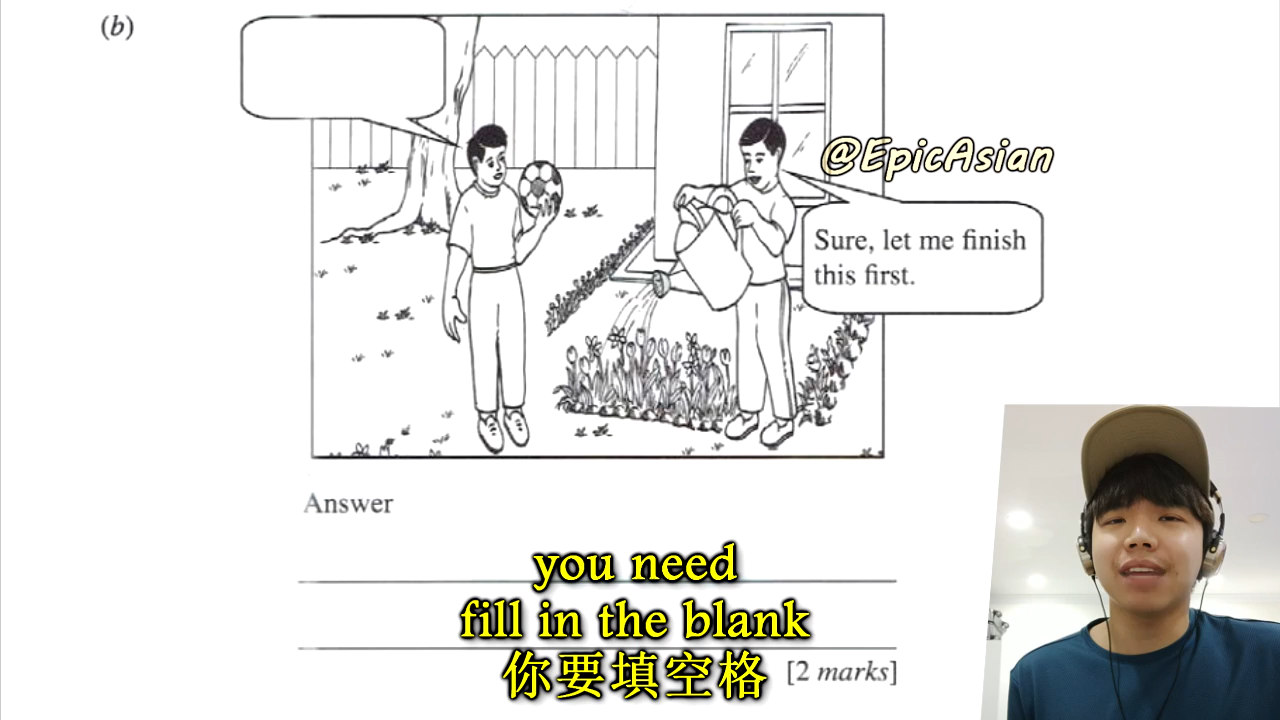 (b)
@EpicAsian
Sure, let me finish
this first.
Answer
you need
fill in the blank
你要填空格
[2 marks]